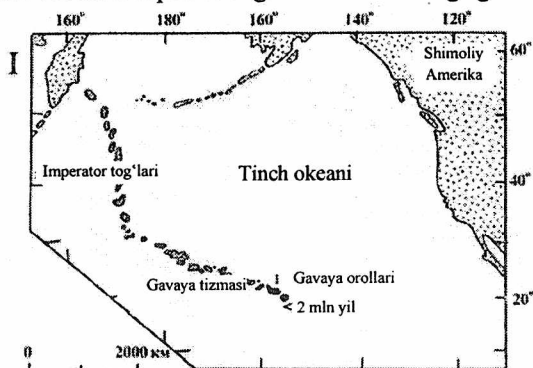 160° 180° 160° 140° 120°
I
60°
Shimoliy
Amerika
Imperator tog‘lari
Tinch okeani
40°
Gavaya tizmasi
Gavaya orollari
< 2 mln yil
20°
0 2000 км